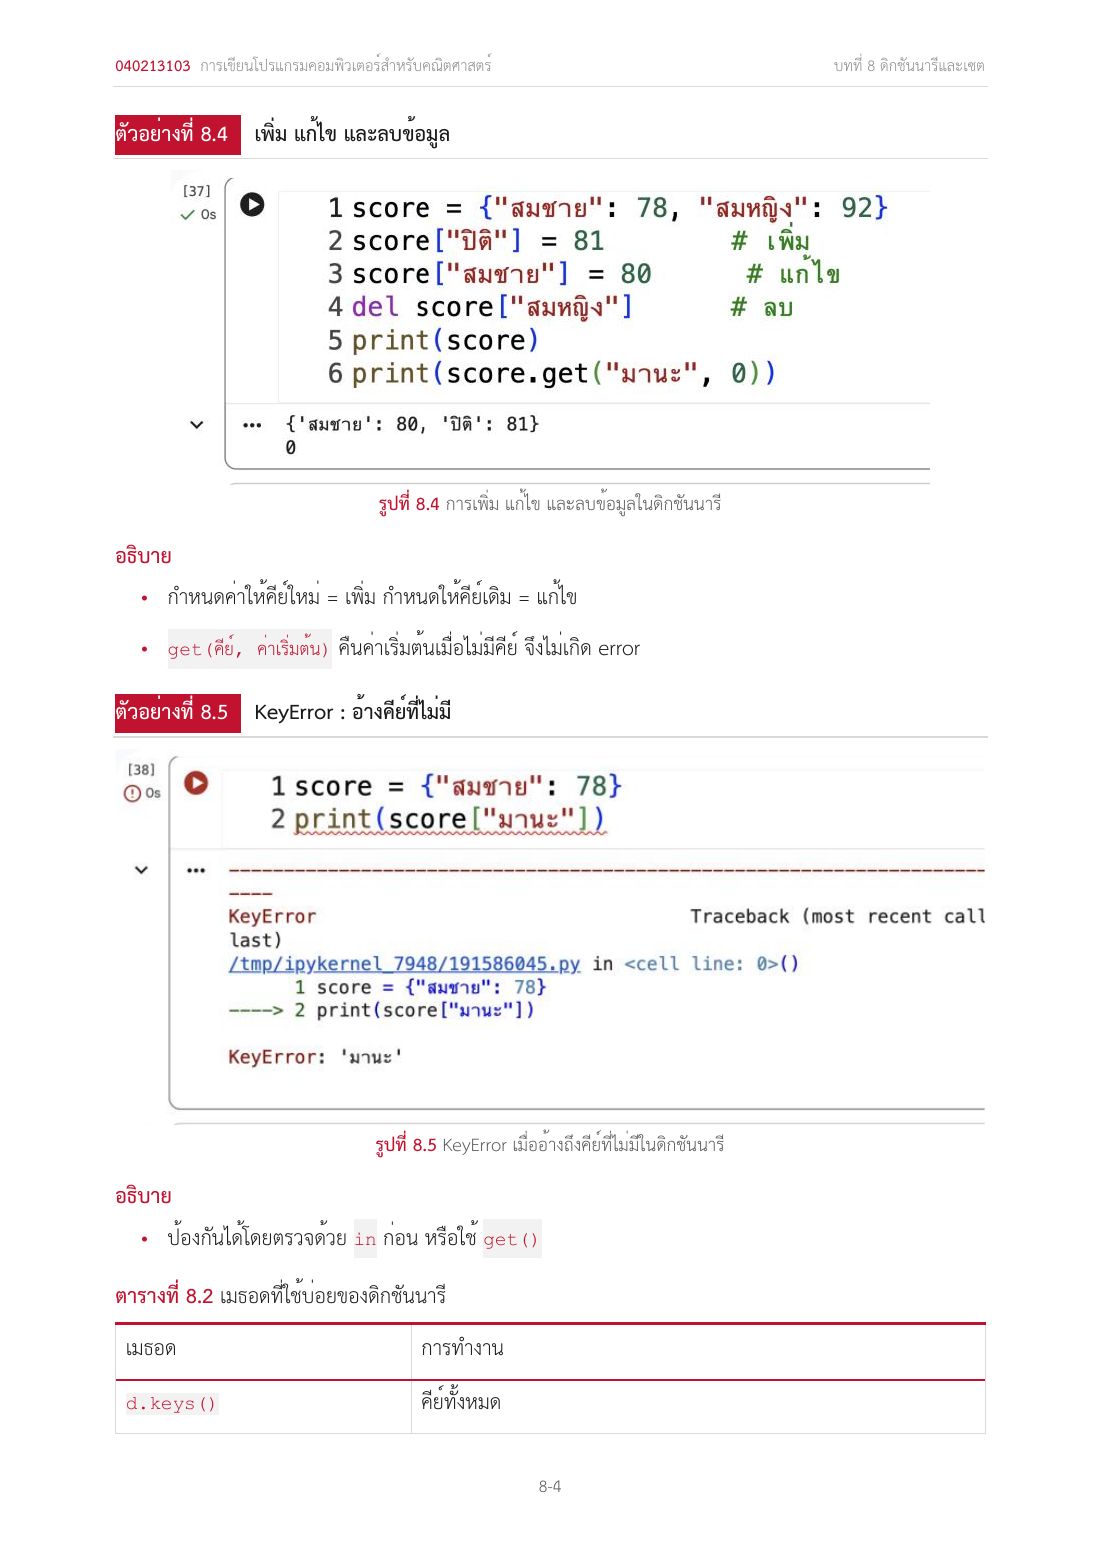 040213103 การเขียนโปรแกรมคอมพิวเตอร์สำหรับคณิตศาสตร์ บทที่ 8 ดิกชันนารีและเซต
ตัวอย่างที่ 8.4 เพิ่ม แก้ไข และลบข้อมูล
[37]
0s
1 score = {"สมชาย": 78, "สมหญิง": 92}
2 score["ปิติ"] = 81 # เพิ่ม
3 score["สมชาย"] = 80 # แก้ไข
4 del score["สมหญิง"] # ลบ
5 print(score)
6 print(score.get("มานะ", 0))
{'สมชาย': 80, 'ปิติ': 81}
0
รูปที่ 8.4 การเพิ่ม แก้ไข และลบข้อมูลในดิกชันนารี
อธิบาย
• กำหนดค่าให้คีย์ใหม่ = เพิ่ม กำหนดให้คีย์เดิม = แก้ไข
• get(คีย์, ค่าเริ่มต้น) คืนค่าเริ่มต้นเมื่อไม่มีคีย์ จึงไม่เกิด error
ตัวอย่างที่ 8.5 KeyError : อ้างคีย์ที่ไม่มี
[38]
0s
1 score = {"สมชาย": 78}
2 print(score["มานะ"])
---------------------------------------------------------------------
----
KeyError Traceback (most recent call
last)
/tmp/ipykernel_7948/191586045.py in <cell line: 0>()
1 score = {"สมชาย": 78}
----> 2 print(score["มานะ"])
KeyError: 'มานะ'
รูปที่ 8.5 KeyError เมื่ออ้างถึงคีย์ที่ไม่มีในดิกชันนารี
อธิบาย
• ป้องกันได้โดยตรวจด้วย in ก่อน หรือใช้ get()
ตารางที่ 8.2 เมธอดที่ใช้บ่อยของดิกชันนารี
เมธอด การทำงาน
d.keys() คีย์ทั้งหมด
8-4